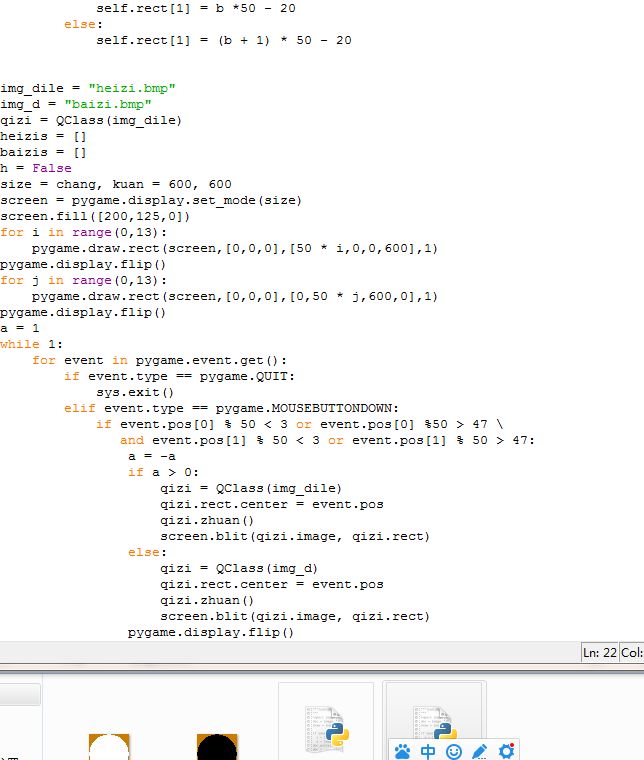 self.rect[1] = b *50 - 20
else:
self.rect[1] = (b + 1) * 50 - 20
img_dile = "heizi.bmp"
img_d = "baizi.bmp"
qizi = QClass(img_dile)
heizis = []
baizis = []
h = False
size = chang, kuan = 600, 600
screen = pygame.display.set_mode(size)
screen.fill([200,125,0])
for i in range(0,13):
pygame.draw.rect(screen,[0,0,0],[50 * i,0,0,600],1)
pygame.display.flip()
for j in range(0,13):
pygame.draw.rect(screen,[0,0,0],[0,50 * j,600,0],1)
pygame.display.flip()
a = 1
while 1:
for event in pygame.event.get():
if event.type == pygame.QUIT:
sys.exit()
elif event.type == pygame.MOUSEBUTTONDOWN:
if event.pos[0] % 50 < 3 or event.pos[0] %50 > 47 \
and event.pos[1] % 50 < 3 or event.pos[1] % 50 > 47:
a = -a
if a > 0:
qizi = QClass(img_dile)
qizi.rect.center = event.pos
qizi.zhuan()
screen.blit(qizi.image, qizi.rect)
else:
qizi = QClass(img_d)
qizi.rect.center = event.pos
qizi.zhuan()
screen.blit(qizi.image, qizi.rect)
pygame.display.flip()
Ln: 22 Col:
中